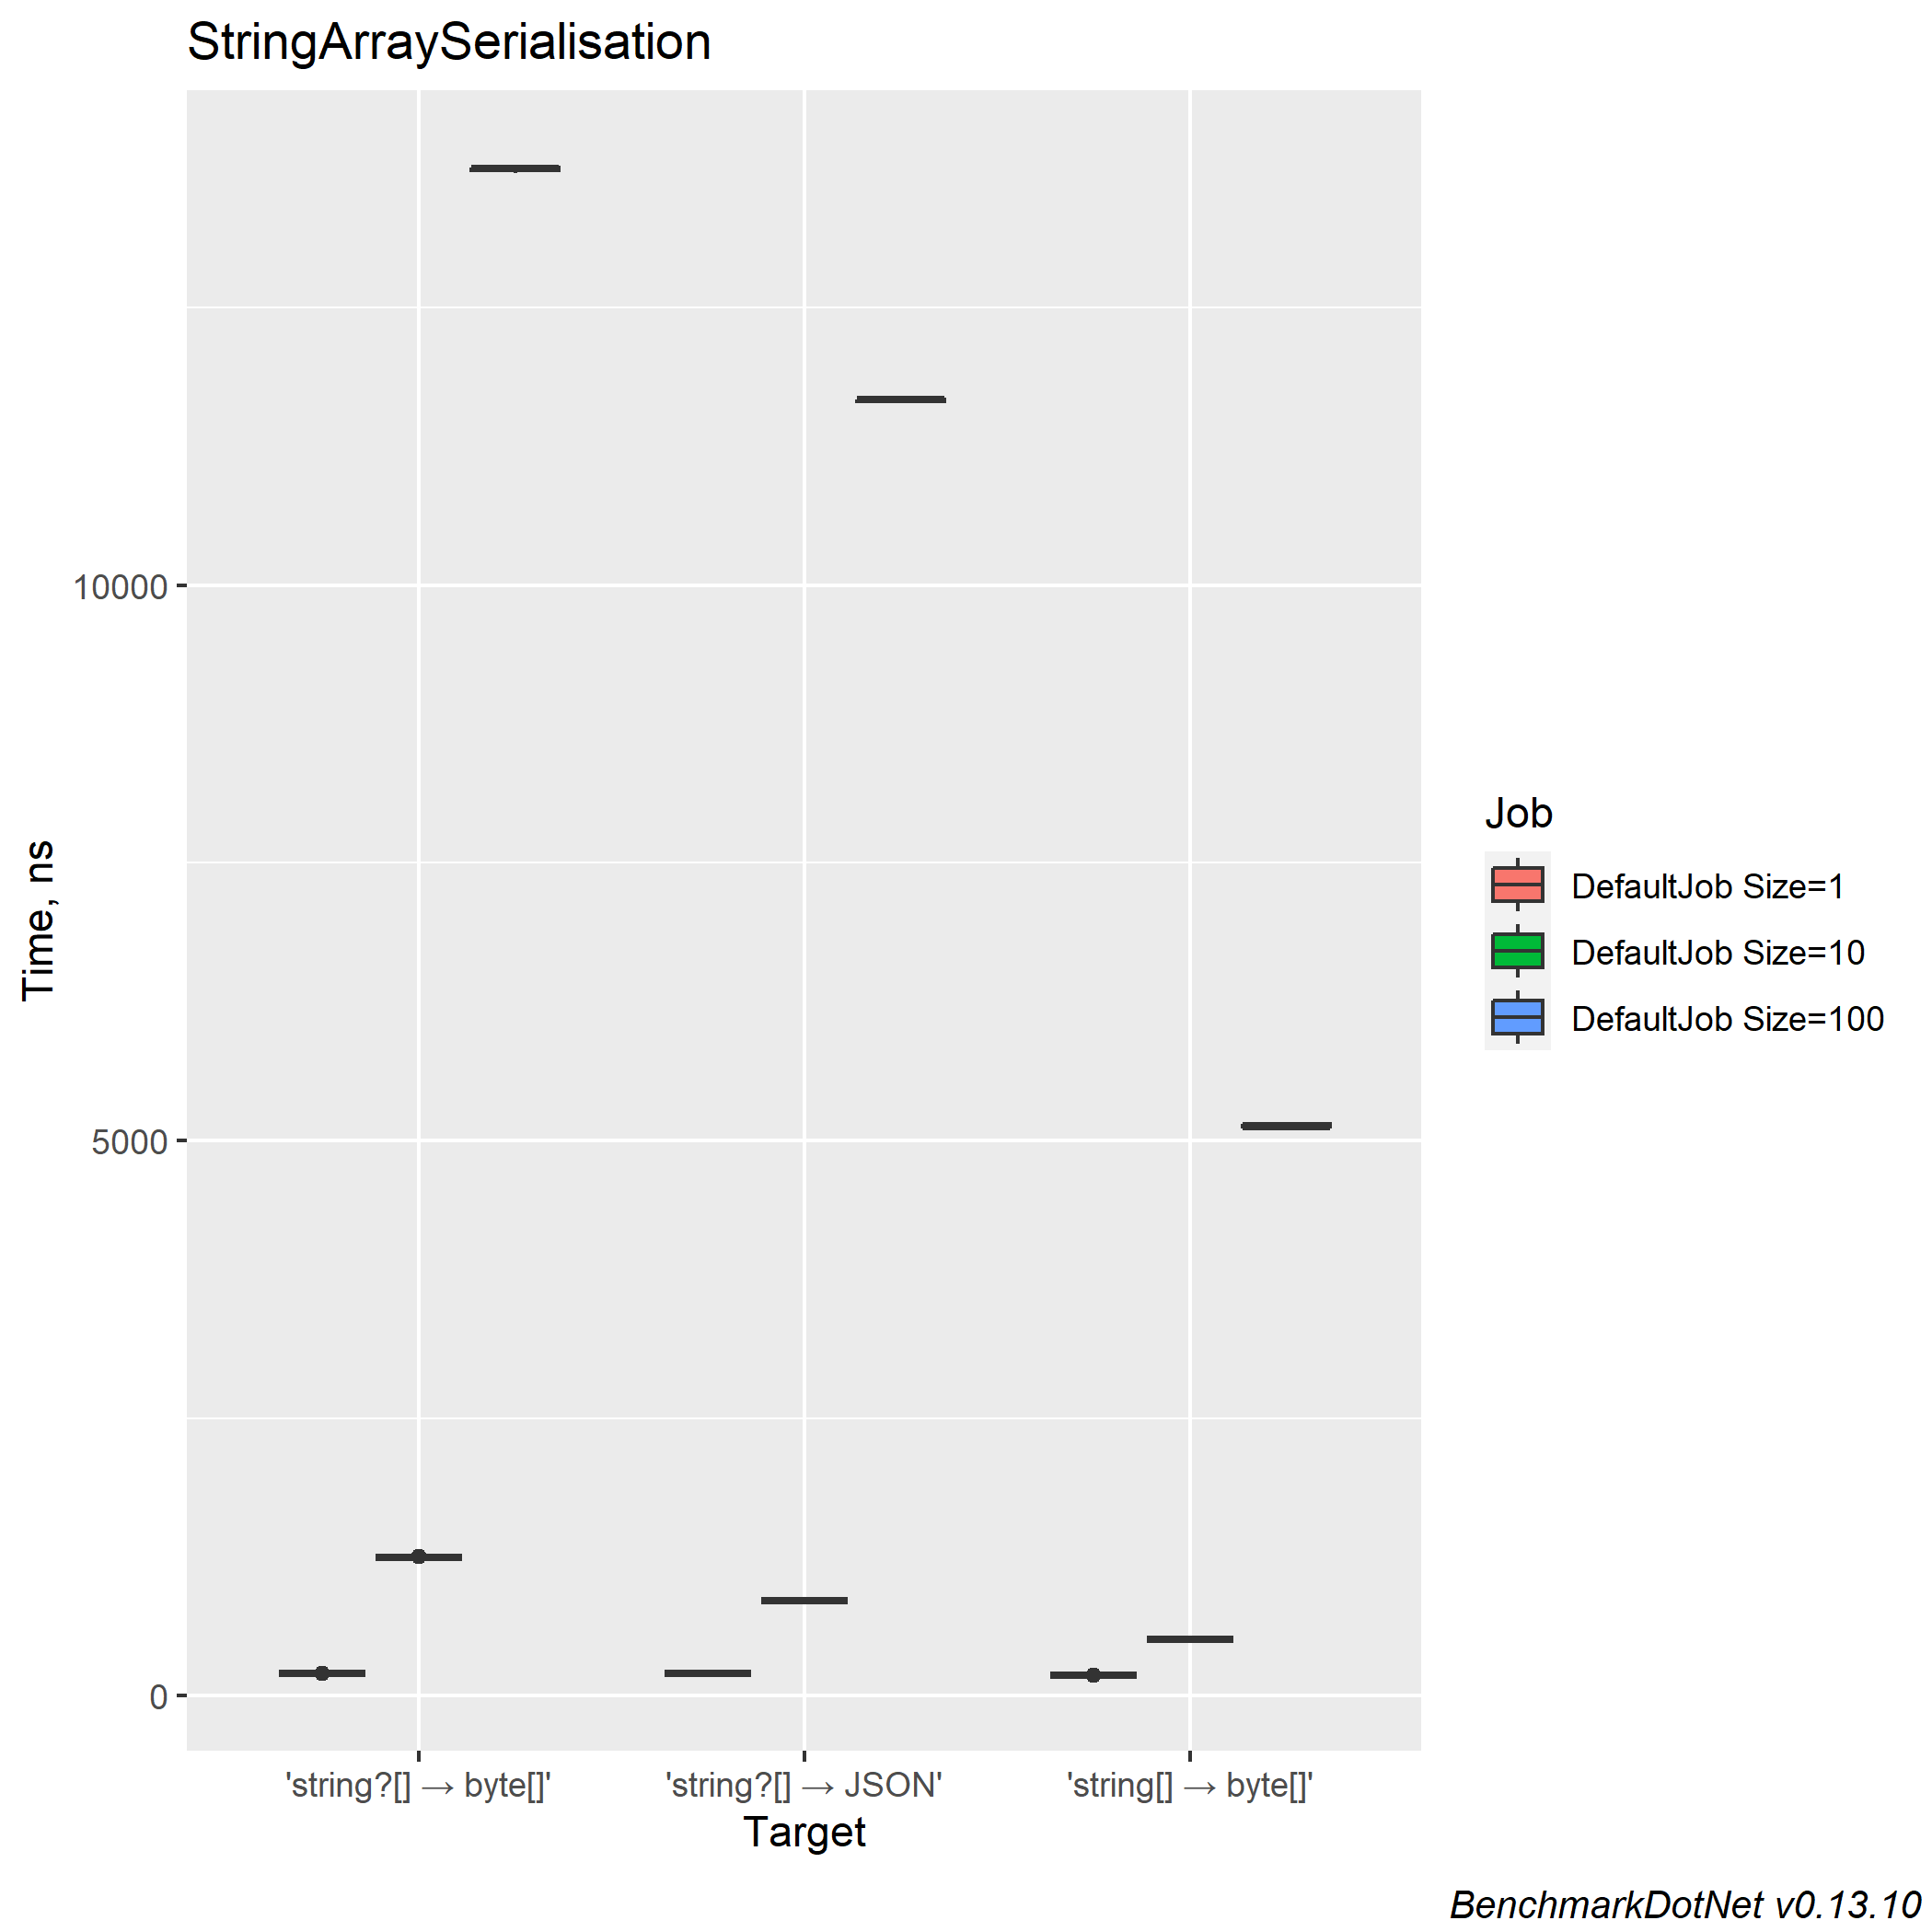 StringArraySerialisation
Time, ns
10000
5000
0
'string?[] → byte[]'
'string?[] → JSON'
'string[] → byte[]'
Target
Job
DefaultJob Size=1
DefaultJob Size=10
DefaultJob Size=100
BenchmarkDotNet v0.13.10